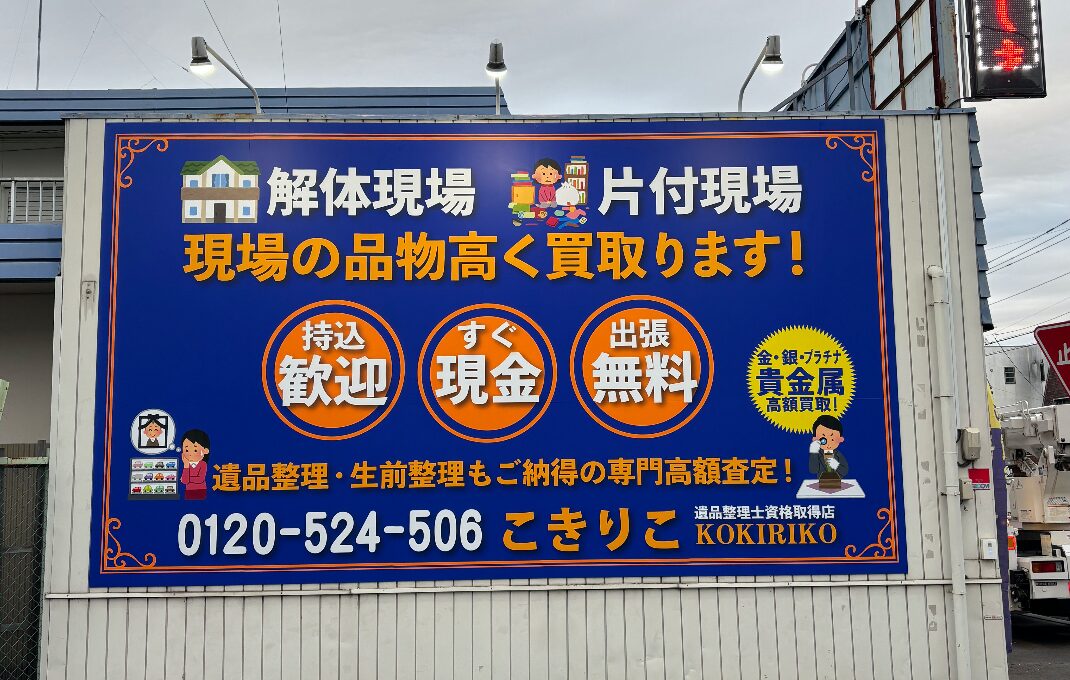 解体現場 片付現場
現場の品物高く買取ります!
持込
歓迎
すぐ
現金
出張
無料
金・銀・プラチナ
貴金属
高額買取!
遺品整理・生前整理もご納得の専門高額査定!
0120-524-506 こきりこ
遺品整理士資格取得店
KOKIRIKO
止